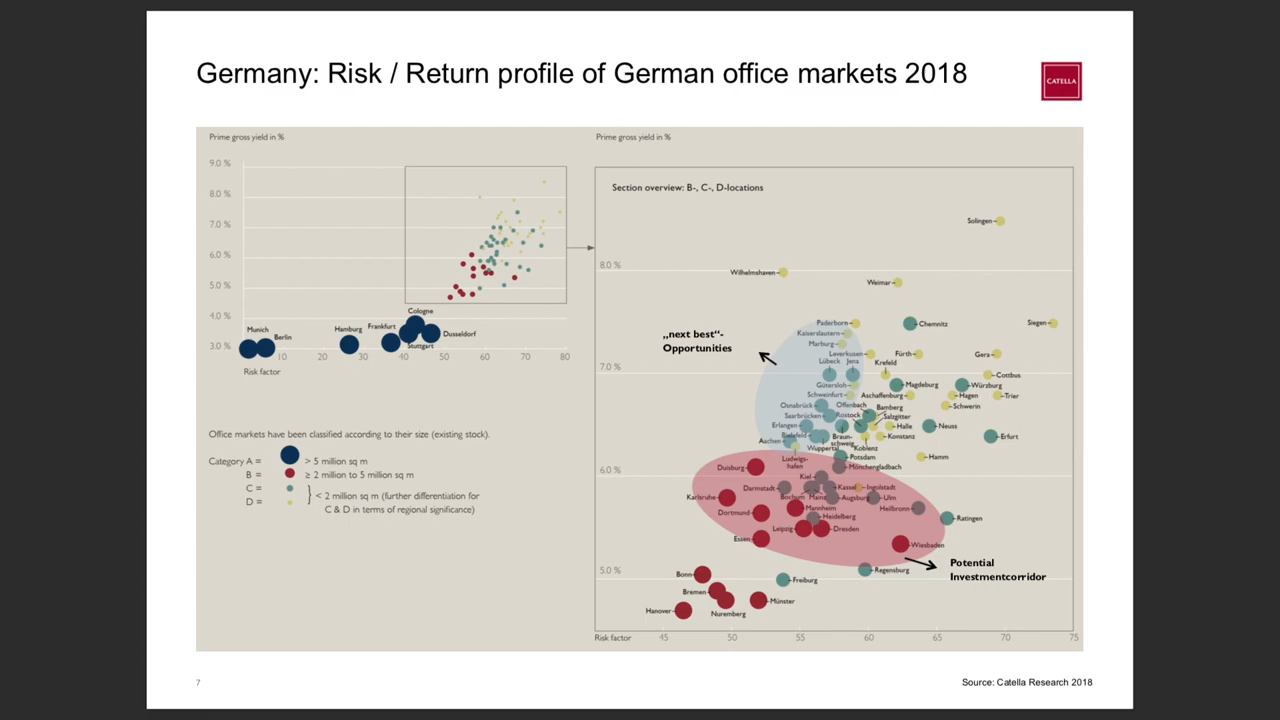 Germany: Risk / Return profile of German office markets 2018
CATELLA
Prime gross yield in %
9.0 %
8.0 %
7.0 %
6.0 %
5.0 %
4.0 %
3.0 %
Munich
Berlin
Hamburg
Frankfurt
Cologne
Stuttgart
Dusseldorf
10 20 30 40 50 60 70 80
Risk factor
Office markets have been classified according to their size (existing stock).
Category A = > 5 million sq m
B = ≥ 2 million to 5 million sq m
C =
D =
} < 2 million sq m (further differentiation for
C & D in terms of regional significance)
Prime gross yield in %
Section overview: B-, C-, D-locations
Solingen
8.0 %
Wilhelmshaven
Weimar
Paderborn
Chemnitz
Siegen
Kaiserslautern
„next best“-
Opportunities
Marburg
Leverkusen
Fürth
Gera
Lübeck
Jena
Krefeld
7.0 %
Cottbus
Gütersloh
Magdeburg
Würzburg
Schweinfurt
Aschaffenburg
Hagen
Trier
Osnabrück
Offenbach
Bamberg
Schwerin
Saarbrücken
Rostock
Salzgitter
Erlangen
Halle
Neuss
Bielefeld
Braun-
schweig
Konstanz
Erfurt
Aachen
Wuppertal
Koblenz
Ludwigs-
hafen
Potsdam
Hamm
6.0 %
Duisburg
Mönchengladbach
Kiel
Darmstadt
Kassel
Ingolstadt
Karlsruhe
Bochum
Mainz
Augsburg
Ulm
Dortmund
Mannheim
Heilbronn
Heidelberg
Ratingen
Leipzig
Dresden
Essen
Wiesbaden
Potential
Investmentcorridor
5.0 %
Regensburg
Bonn
Freiburg
Bremen
Münster
Hanover
Nuremberg
Risk factor 45 50 55 60 65 70 75
7
Source: Catella Research 2018